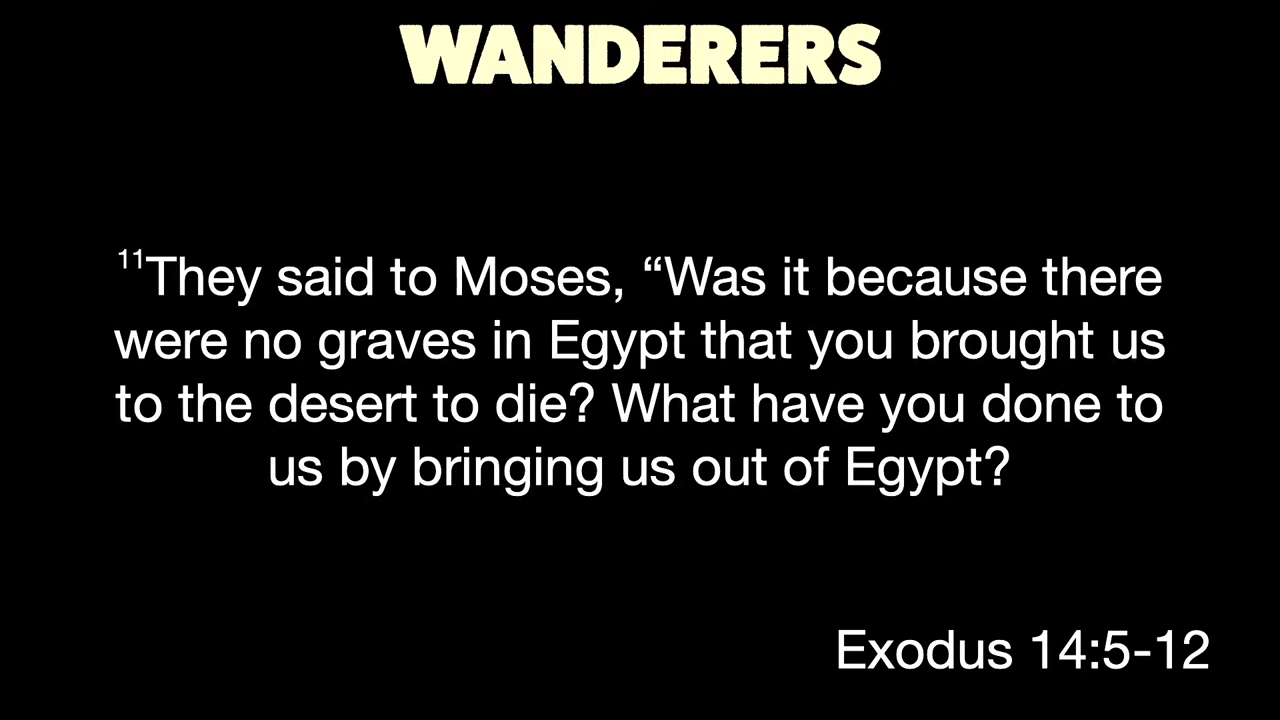 WANDERERS
11They said to Moses, “Was it because there
were no graves in Egypt that you brought us
to the desert to die? What have you done to
us by bringing us out of Egypt?
Exodus 14:5-12